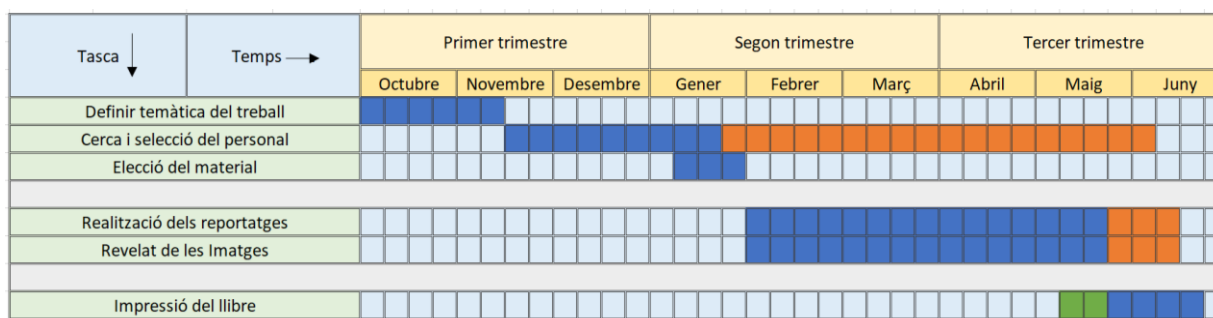 Tasca
Temps
Primer trimestre
Segon trimestre
Tercer trimestre
Octubre
Novembre
Desembre
Gener
Febrer
Març
Abril
Maig
Juny
Definir temàtica del treball
Cerca i selecció del personal
Elecció del material
Realització dels reportatges
Revelat de les Imatges
Impressió del llibre